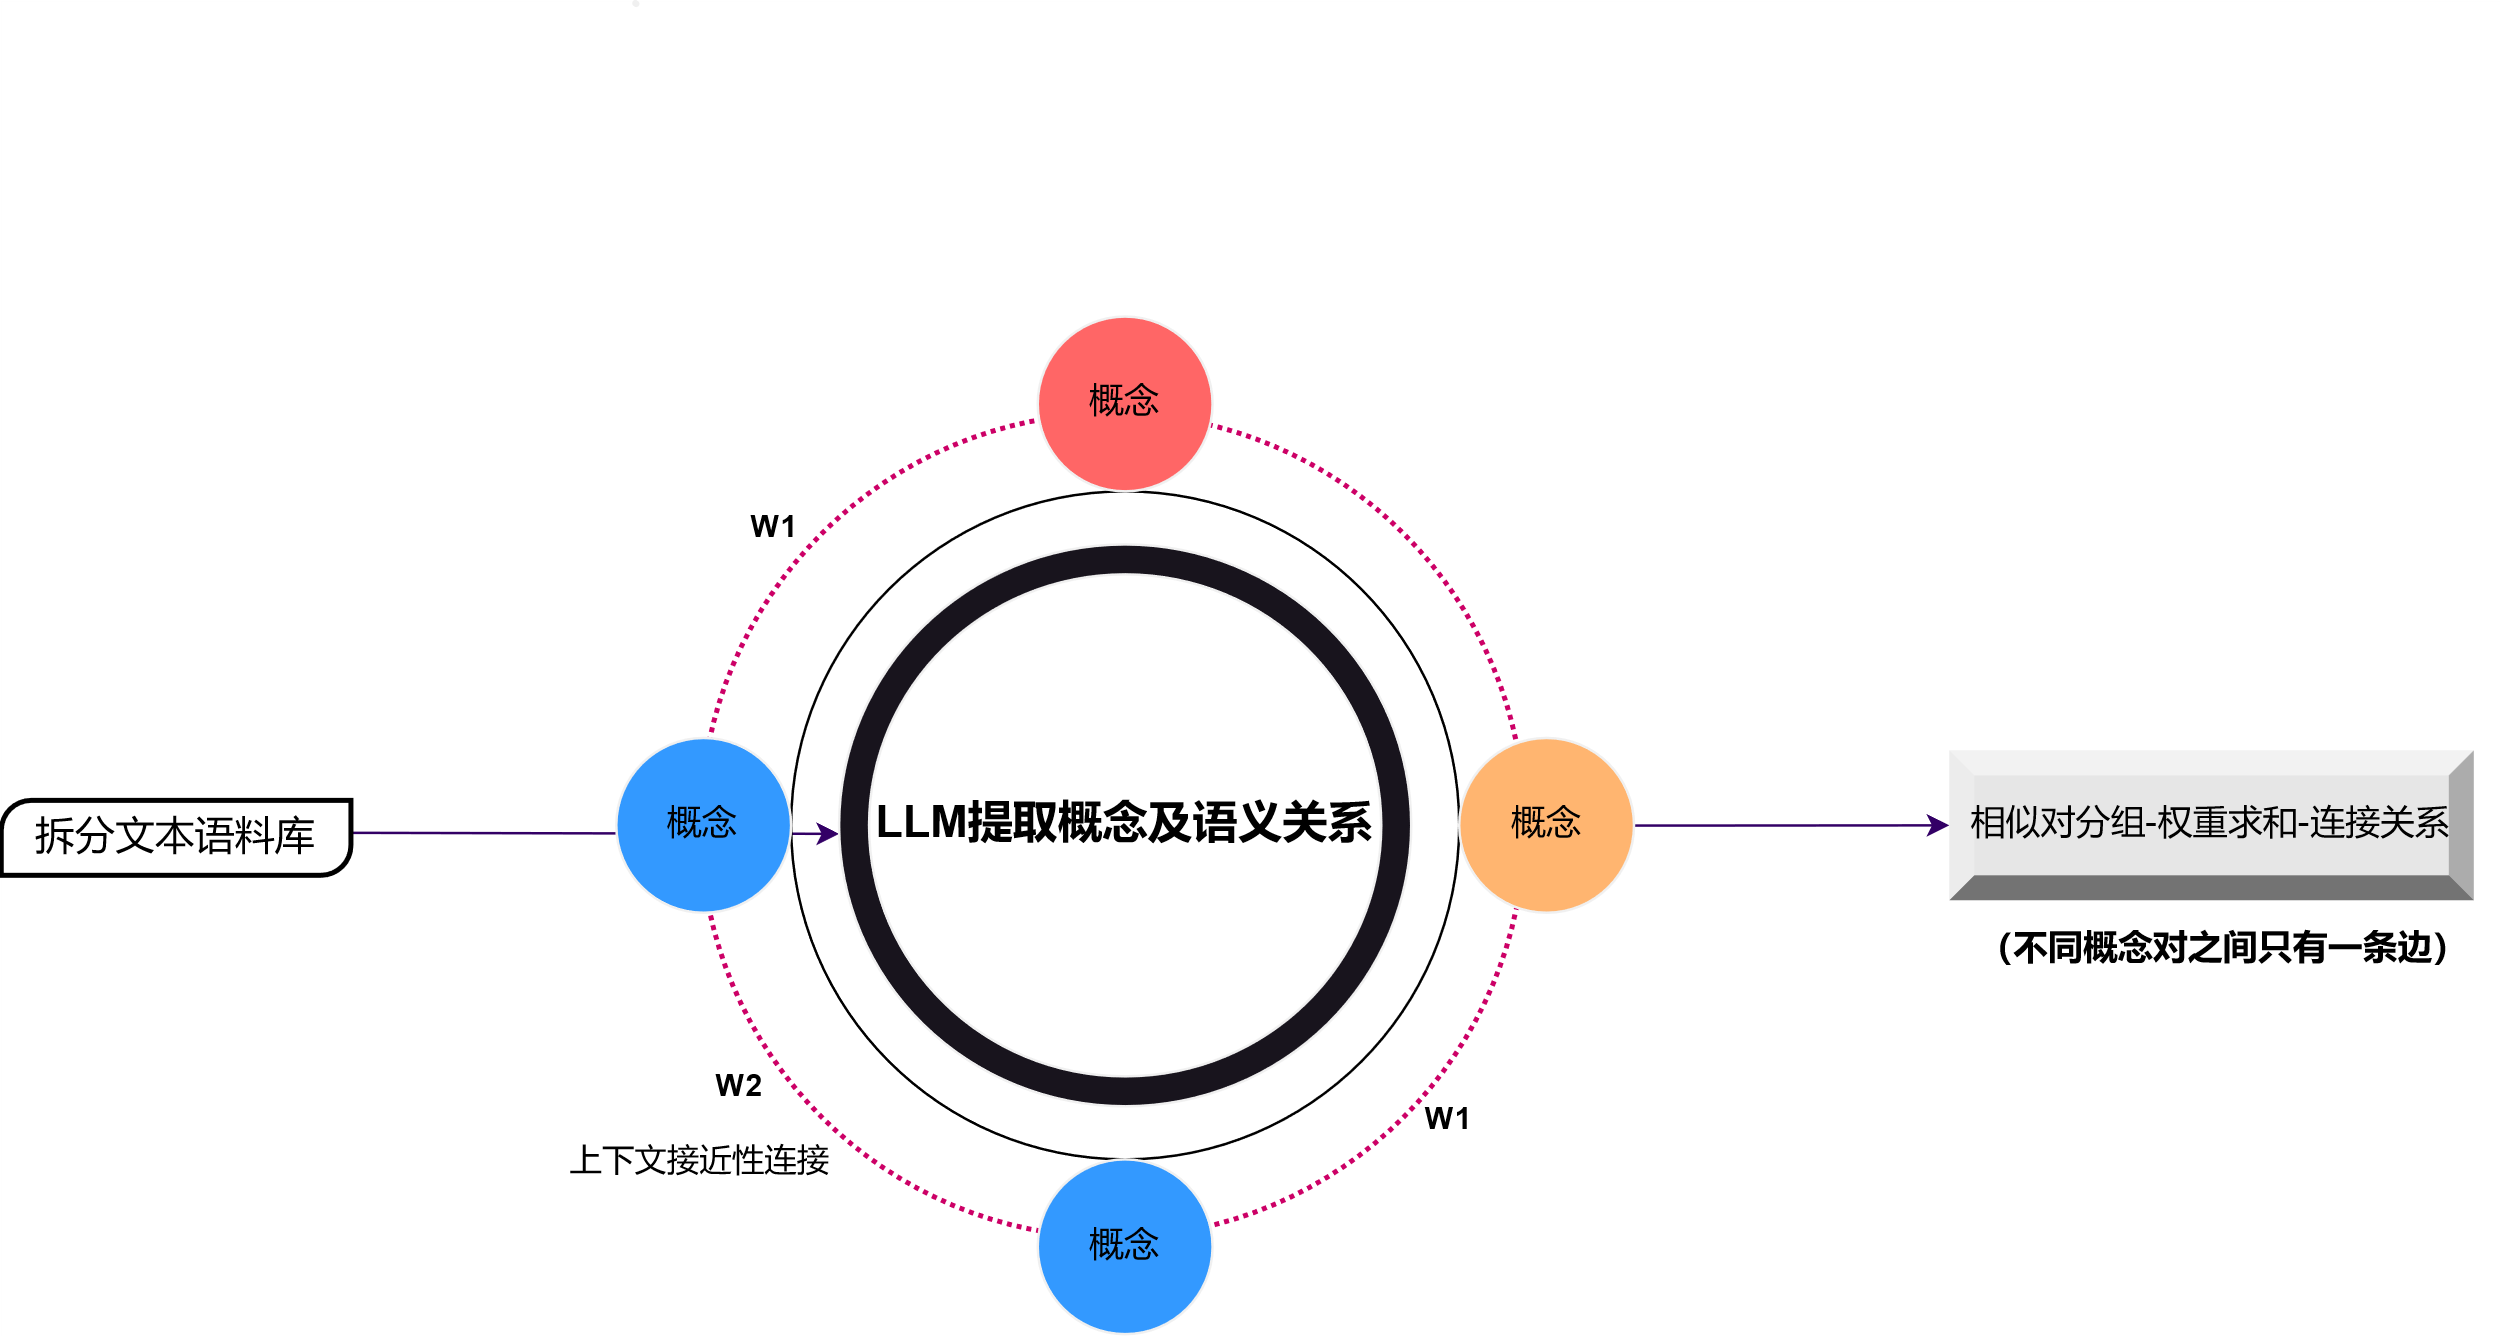 概念
W1
拆分文本语料库
概念
LLM提取概念及语义关系
概念
相似对分组-权重求和-连接关系
（不同概念对之间只有一条边）
W2
W1
上下文接近性连接
概念